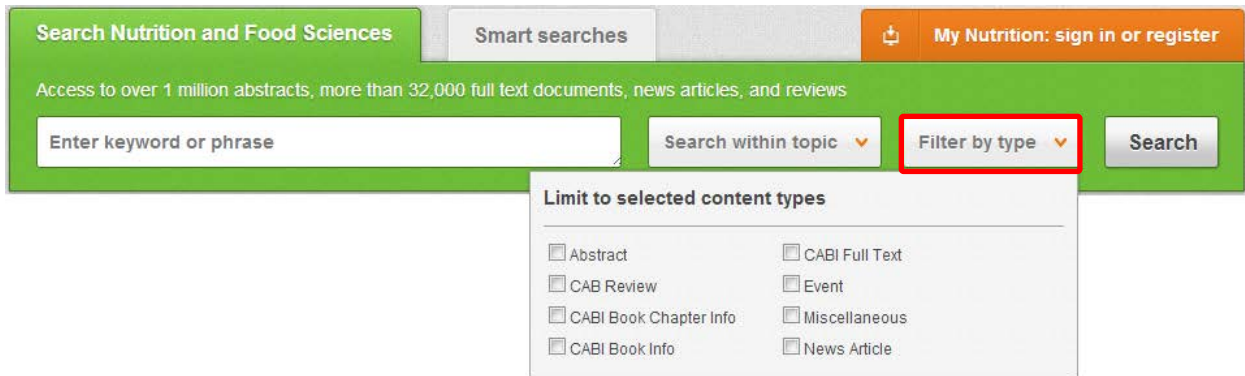 Search Nutrition and Food Sciences
Smart searches
My Nutrition: sign in or register
Access to over 1 million abstracts, more than 32,000 full text documents, news articles, and reviews
Enter keyword or phrase
Search within topic
Filter by type
Search
Limit to selected content types
Abstract
CABI Full Text
CAB Review
Event
CABI Book Chapter Info
Miscellaneous
CABI Book Info
News Article